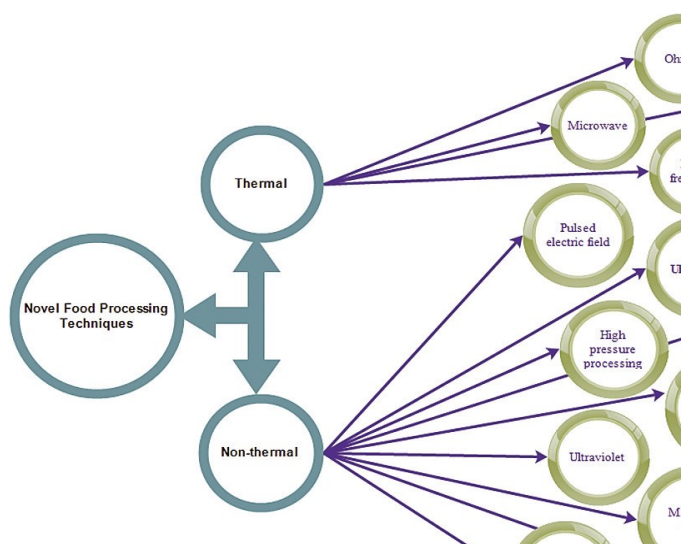 Microwave
Thermal
Pulsed
electric field
Novel Food Processing
Techniques
High
pressure
processing
Non-thermal
Ultraviolet